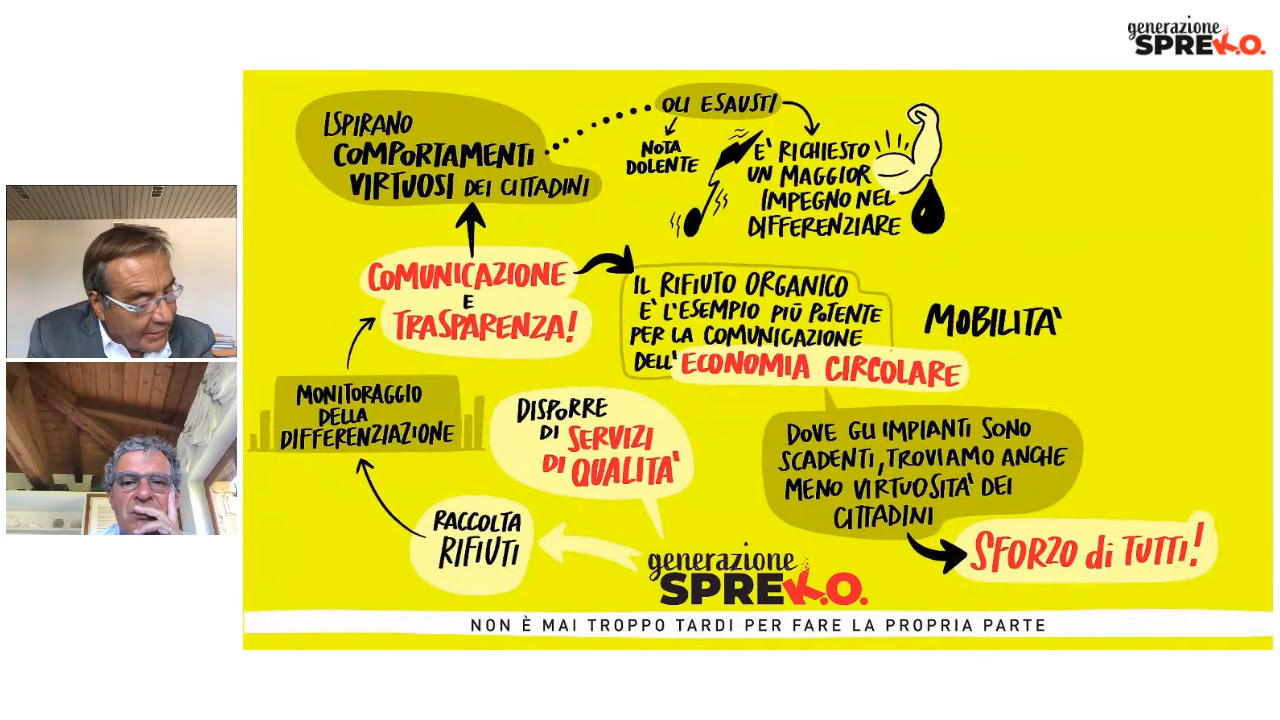 generazione
SPREK.O.
ISPIRANO
COMPORTAMENTI
VIRTUOSI DEI CITTADINI
OLI ESAUSTI
NOTA
DOLENTE
E' RICHIESTO
UN MAGGIOR
IMPEGNO NEL
DIFFERENZIARE
COMUNICAZIONE
E
TRASPARENZA!
IL RIFIUTO ORGANICO
E' L'ESEMPIO PIÙ POTENTE
PER LA COMUNICAZIONE
DELL'ECONOMIA CIRCOLARE
MOBILITA'
MONITORAGGIO
DELLA
DIFFERENZIAZIONE
DISPORRE
DI SERVIZI
DI QUALITA'
DOVE GLI IMPIANTI SONO
SCADENTI, TROVIAMO ANCHE
MENO VIRTUOSITA' DEI
CITTADINI
RACCOLTA
RIFIUTI
SFORZO di TUTTI!
generazione
SPREK.O.
NON È MAI TROPPO TARDI PER FARE LA PROPRIA PARTE